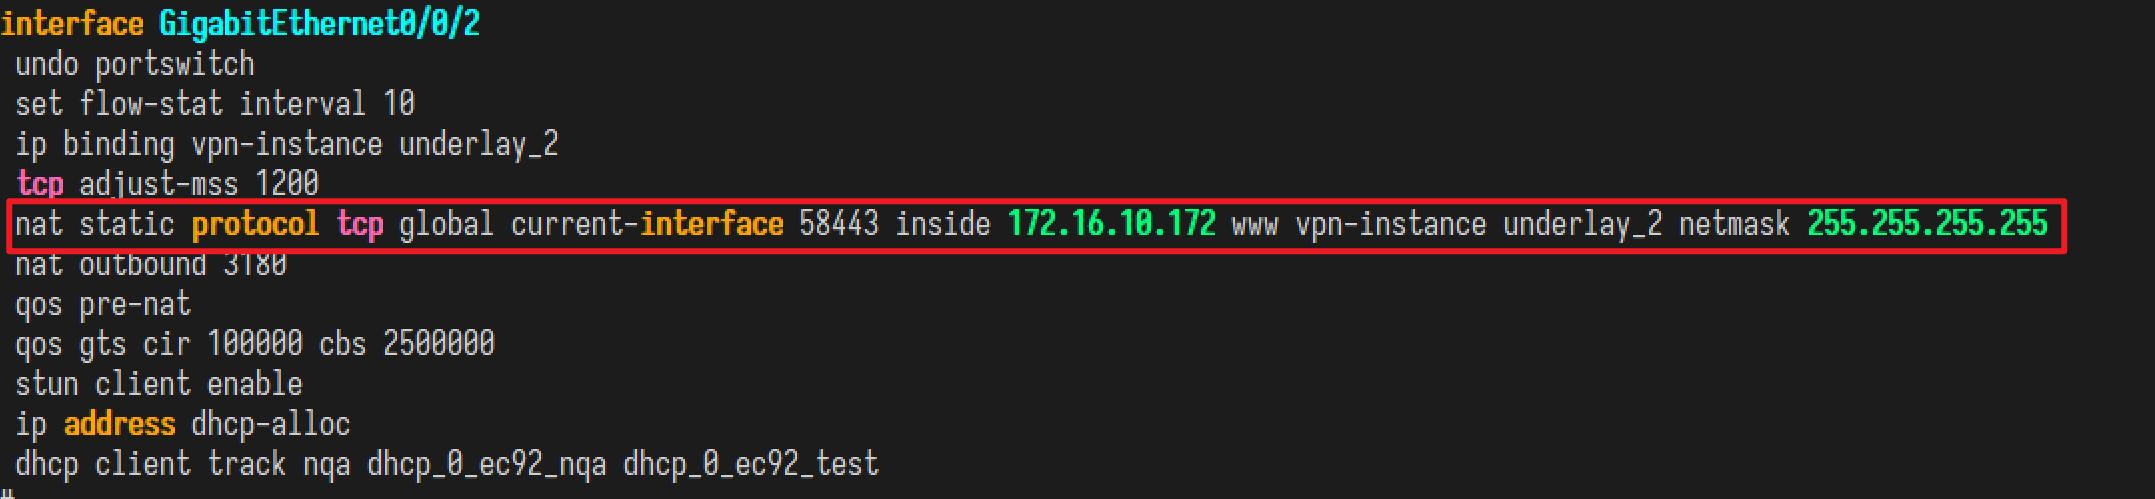 interface GigabitEthernet0/0/2
undo portswitch
set flow-stat interval 10
ip binding vpn-instance underlay_2
tcp adjust-mss 1200
nat static protocol tcp global current-interface 58443 inside 172.16.10.172 www vpn-instance underlay_2 netmask 255.255.255.255
nat outbound 3180
qos pre-nat
qos gts cir 100000 cbs 2500000
stun client enable
ip address dhcp-alloc
dhcp client track nqa dhcp_0_ec92_nqa dhcp_0_ec92_test
#